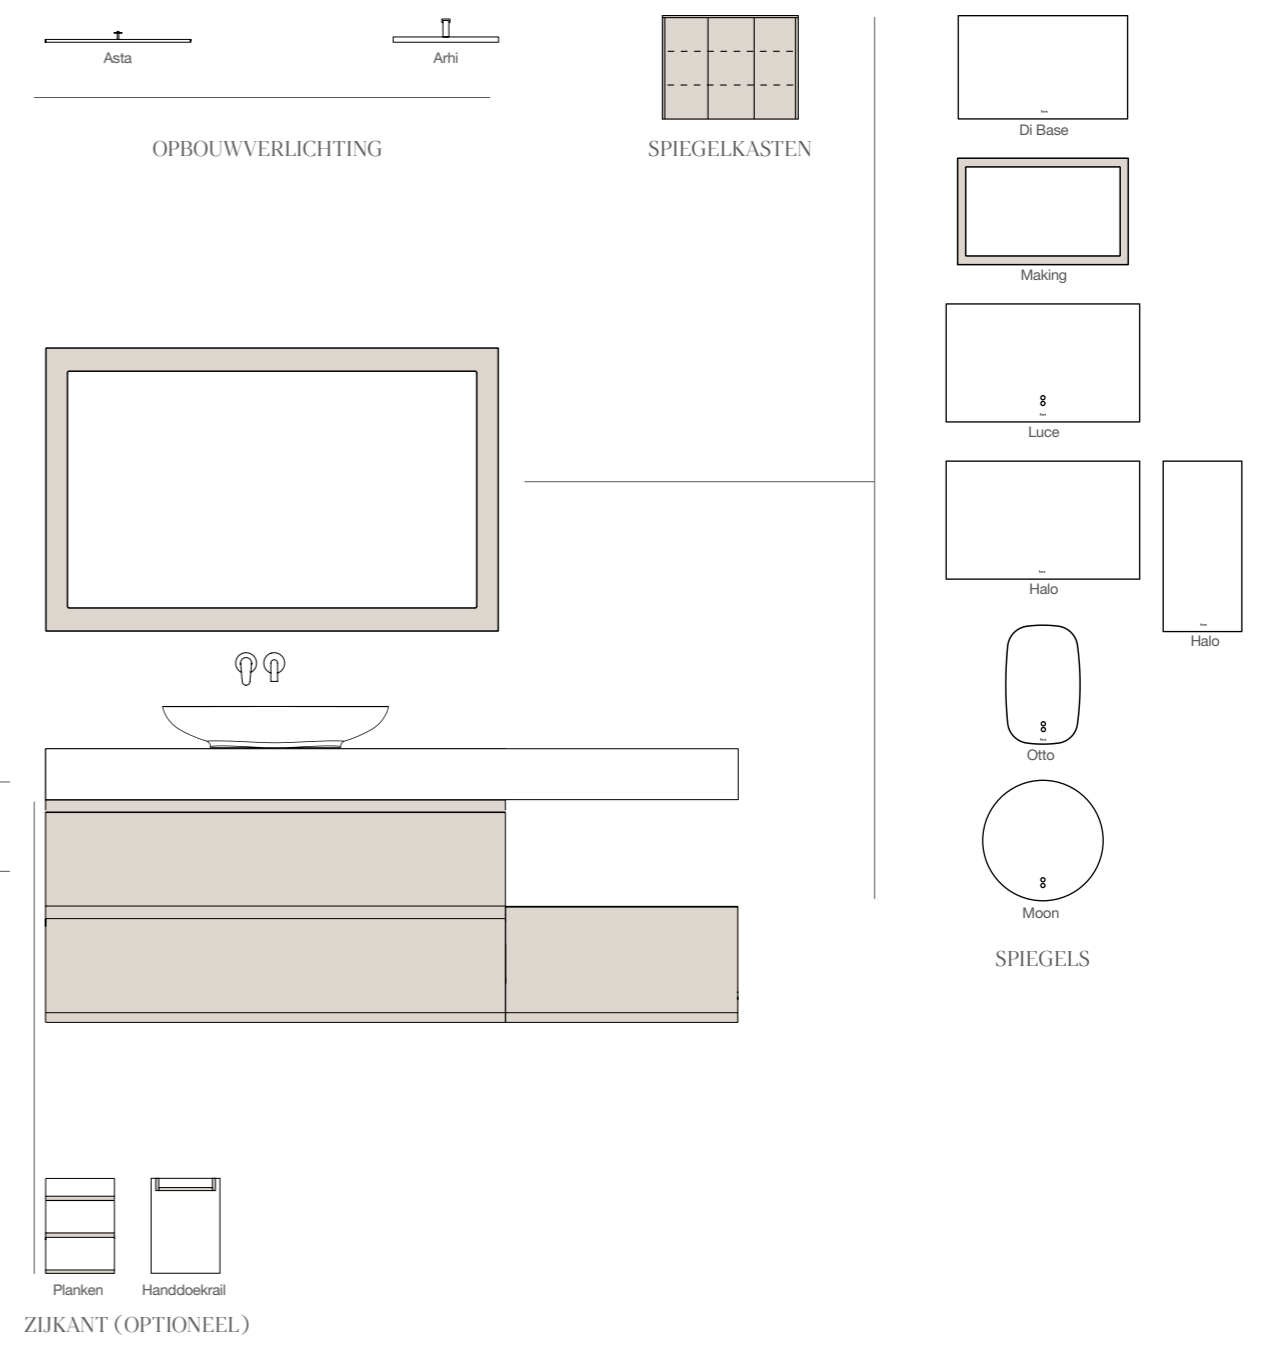 Asta
Arhi
OPBOUWVERLICHTING
SPIEGELKASTEN
Di Base
Making
Luce
Halo
Halo
Otto
Moon
SPIEGELS
Planken
Handdoekrail
ZIJKANT (OPTIONEEL)